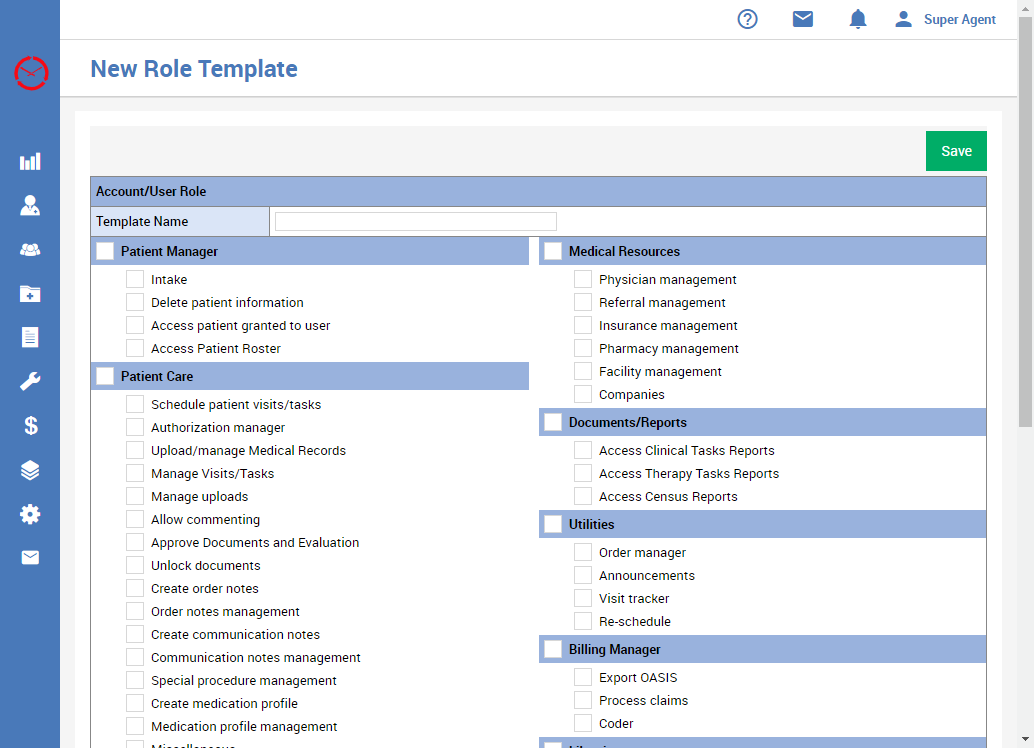 Super Agent
New Role Template
Save
Account/User Role
Template Name
Patient Manager
Intake
Delete patient information
Access patient granted to user
Access Patient Roster
Patient Care
Schedule patient visits/tasks
Authorization manager
Upload/manage Medical Records
Manage Visits/Tasks
Manage uploads
Allow commenting
Approve Documents and Evaluation
Unlock documents
Create order notes
Order notes management
Create communication notes
Communication notes management
Special procedure management
Create medication profile
Medication profile management
Medical Resources
Physician management
Referral management
Insurance management
Pharmacy management
Facility management
Companies
Documents/Reports
Access Clinical Tasks Reports
Access Therapy Tasks Reports
Access Census Reports
Utilities
Order manager
Announcements
Visit tracker
Re-schedule
Billing Manager
Export OASIS
Process claims
Coder